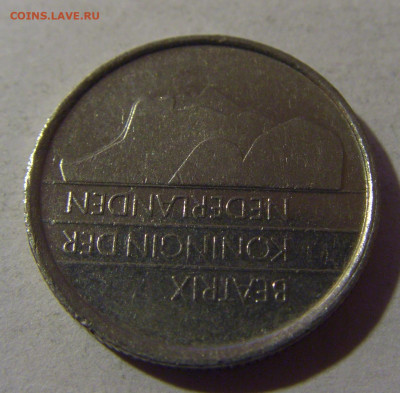 COINS.LAVE.RU
BEATRIX
KONINGIN DER
NEDERLANDEN